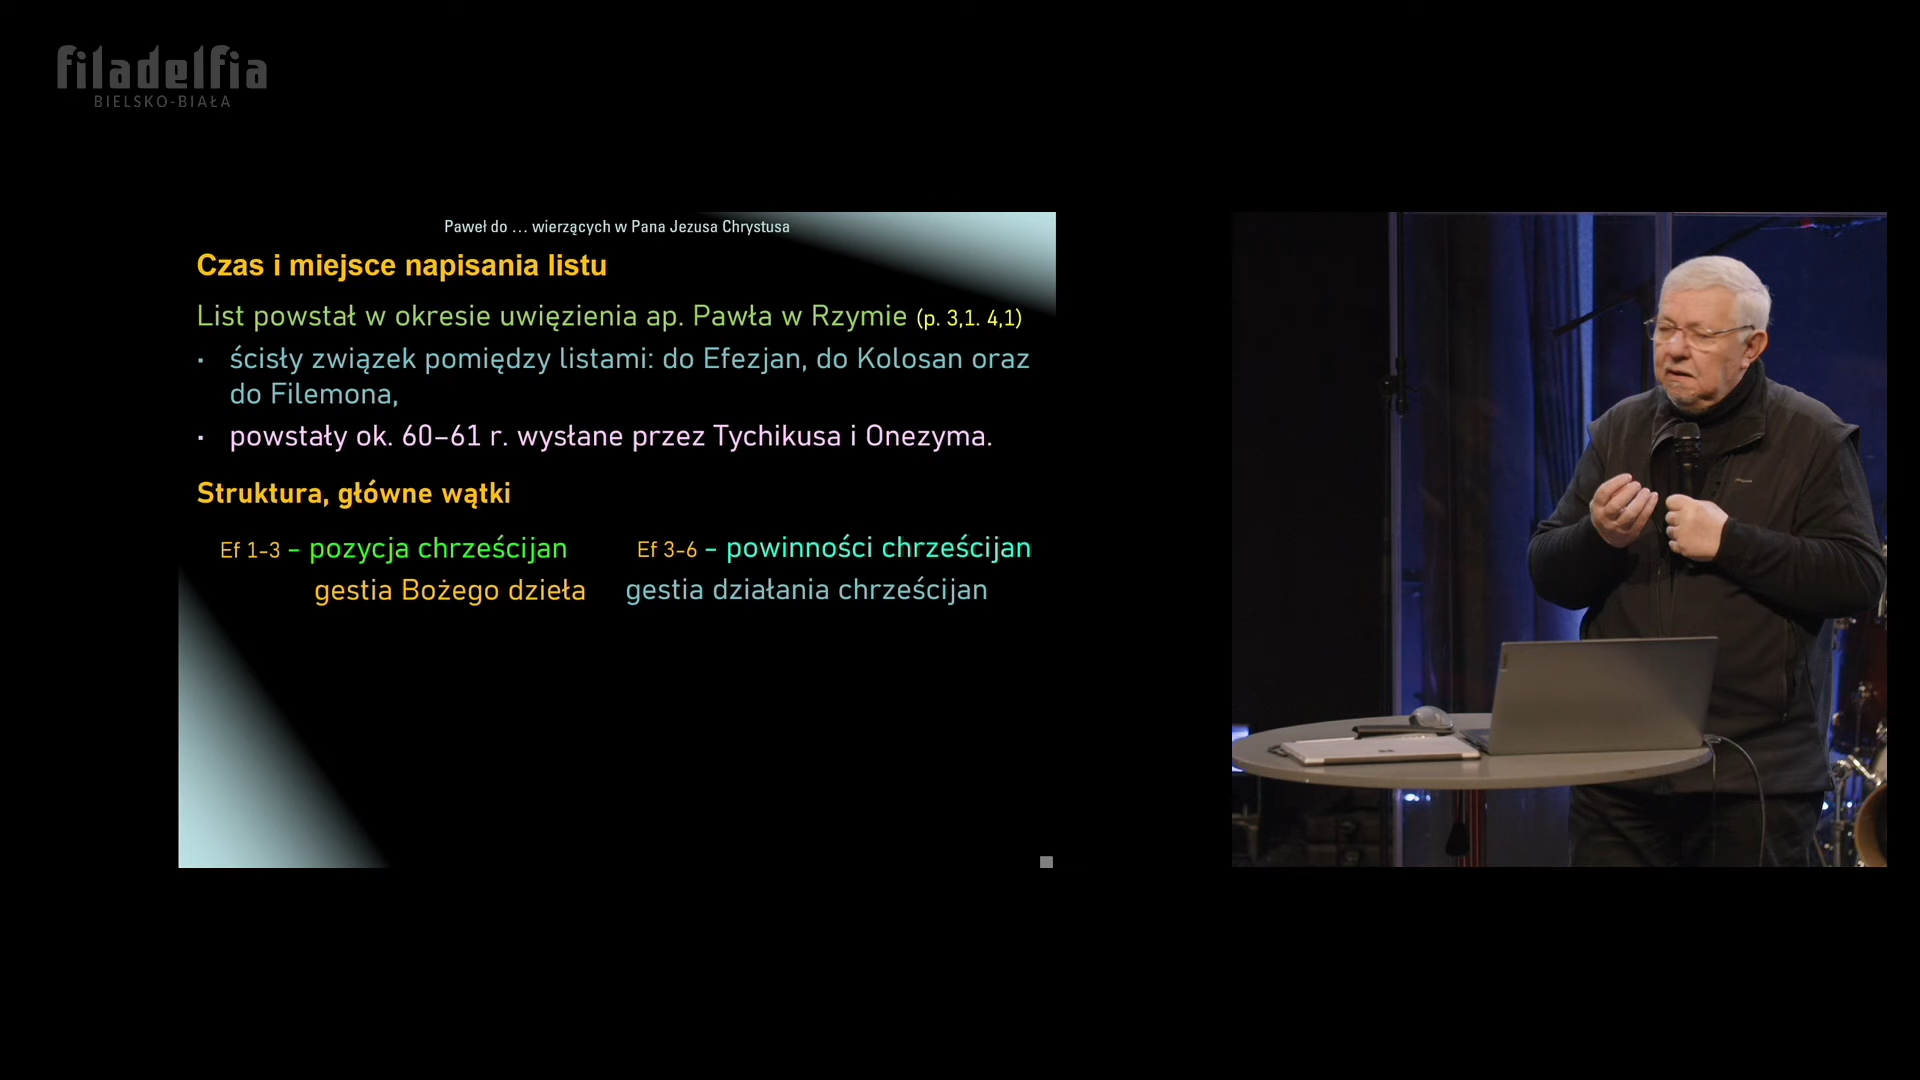 filadelfia
BIELSKO-BIAŁA
Paweł do … wierzących w Pana Jezusa Chrystusa
Czas i miejsce napisania listu
List powstał w okresie uwięzienia ap. Pawła w Rzymie (p. 3,1. 4,1)
· ścisły związek pomiędzy listami: do Efezjan, do Kolosan oraz
do Filemona,
· powstały ok. 60–61 r. wysłane przez Tychikusa i Onezyma.
Struktura, główne wątki
Ef 1-3 – pozycja chrześcijan
gestia Bożego dzieła
Ef 3-6 – powinności chrześcijan
gestia działania chrześcijan